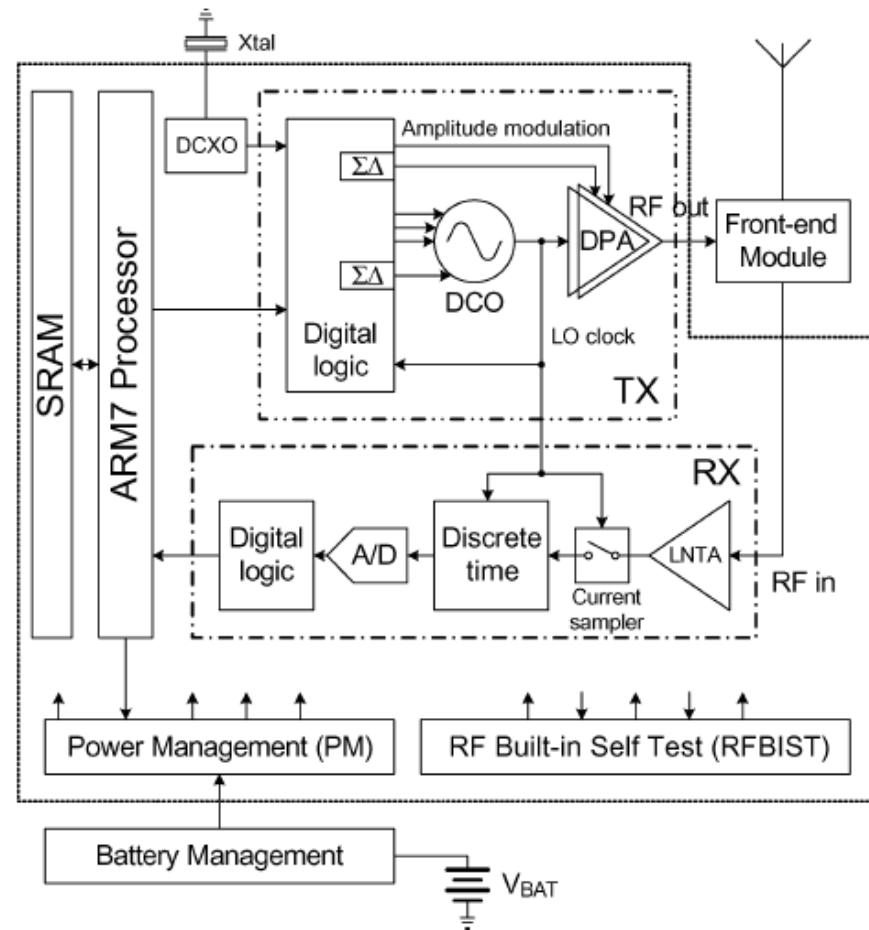 Xtal
DCXO
Amplitude modulation
ΣΔ
RF out
DPA
Front-end
Module
DCO
ΣΔ
Digital
logic
LO clock
TX
SRAM
ARM7 Processor
RX
Digital
logic
A/D
Discrete
time
LNTA
Current
sampler
RF in
Power Management (PM)
RF Built-in Self Test (RFBIST)
Battery Management
VBAT